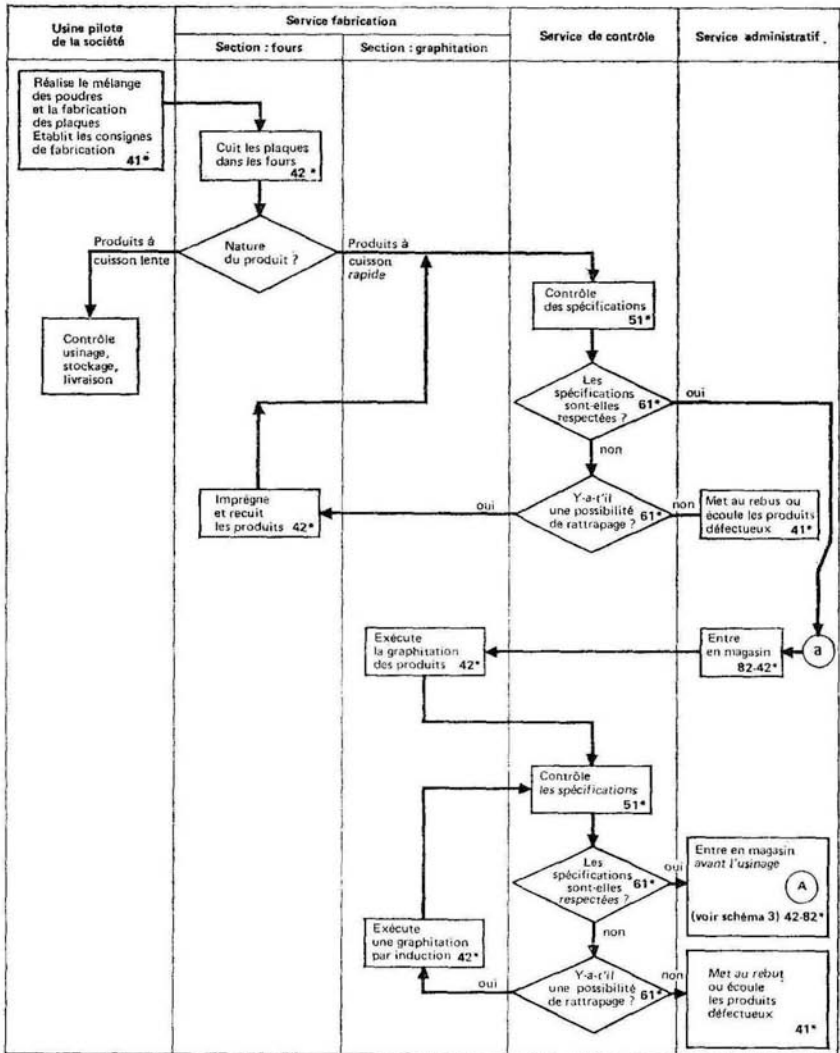 Usine pilote
de la société
Service fabrication
Section : fours
Section : graphitation
Service de contrôle
Service administratif
Réalise le mélange
des poudres
et la fabrication
des plaques
Etablit les consignes
de fabrication
41*
Cuit les plaques
dans les fours
42*
Nature
du produit ?
Produits à
cuisson lente
Produits à
cuisson
rapide
Contrôle
usinage,
stockage,
livraison
Contrôle
des spécifications
51*
Les
spécifications
sont-elles 61*
respectées ?
oui
non
Y-a-t'il
une possibilité 61*
de rattrapage ?
oui
non
Met au rebus ou
écoule les produits
défectueux 41*
Imprègne
et recuit
les produits 42*
a
Entre
en magasin
82-42*
Exécute
la graphitation
des produits 42*
Contrôle
les spécifications
51*
Les
spécifications
sont-elles 61*
respectées ?
oui
non
Entre en magasin
avant l'usinage
A
(voir schéma 3) 42-82*
Exécute
une graphitation
par induction 42*
Y-a-t'il
une possibilité 61*
de rattrapage ?
oui
non
Met au rebut
ou écoule
les produits
défectueux
41*